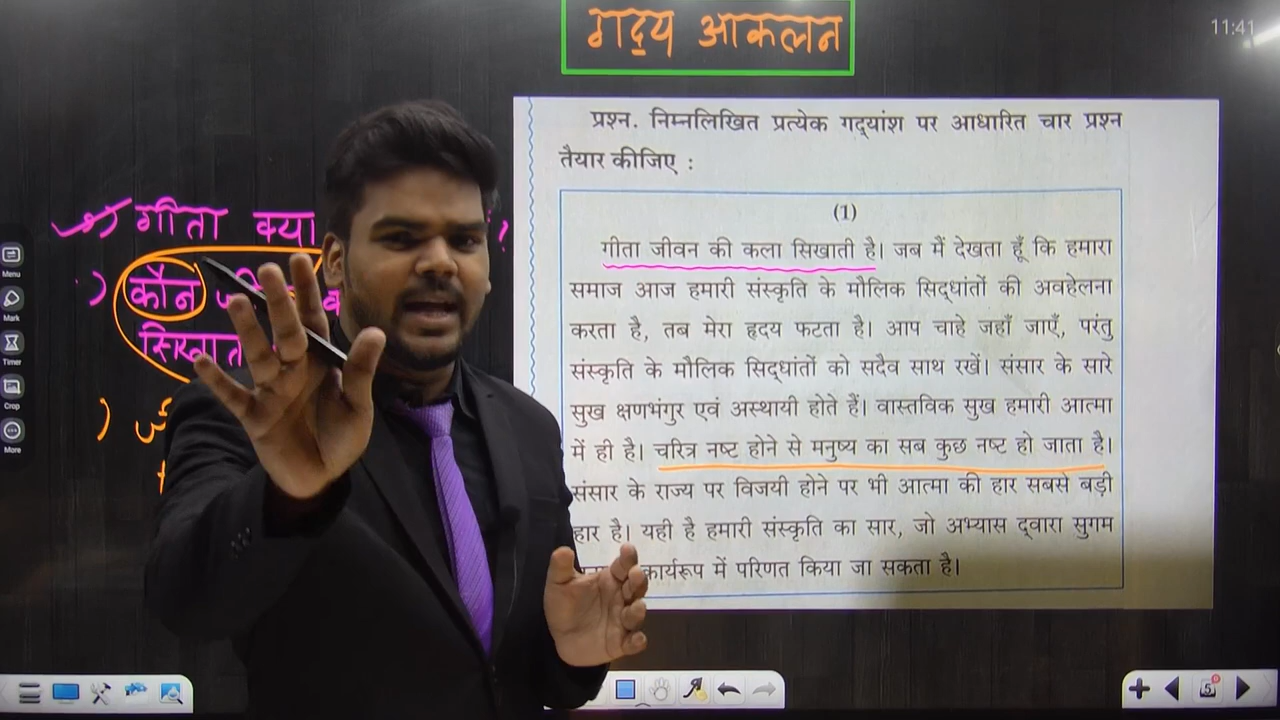 गद्य आकलन
11:41
प्रश्न. निम्नलिखित प्रत्येक गद्यांश पर आधारित चार प्रश्न
तैयार कीजिए :
(1)
गीता जीवन की कला सिखाती है। जब मैं देखता हूँ कि हमारा
समाज आज हमारी संस्कृति के मौलिक सिद्धांतों की अवहेलना
करता है, तब मेरा हृदय फटता है। आप चाहे जहाँ जाएँ, परंतु
संस्कृति के मौलिक सिद्धांतों को सदैव साथ रखें। संसार के सारे
सुख क्षणभंगुर एवं अस्थायी होते हैं। वास्तविक सुख हमारी आत्मा
में ही है। चरित्र नष्ट होने से मनुष्य का सब कुछ नष्ट हो जाता है।
संसार के राज्य पर विजयी होने पर भी आत्मा की हार सबसे बड़ी
हार है। यही है हमारी संस्कृति का सार, जो अभ्यास द्वारा सुगम
कार्यरूप में परिणत किया जा सकता है।
गीता क्या ?
कौन
Menu
Mark
Timer
Crop
More
5